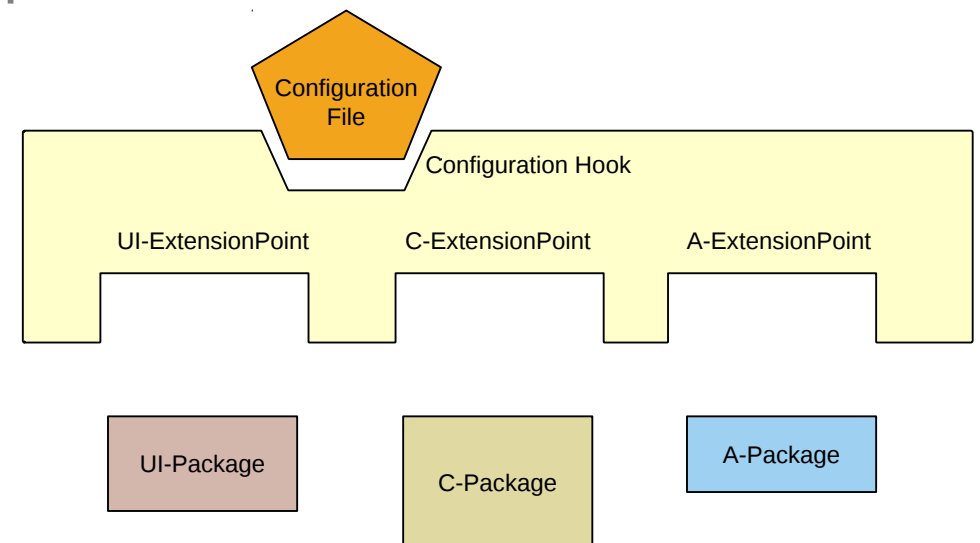 Configuration
File
Configuration Hook
UI-ExtensionPoint
C-ExtensionPoint
A-ExtensionPoint
UI-Package
C-Package
A-Package